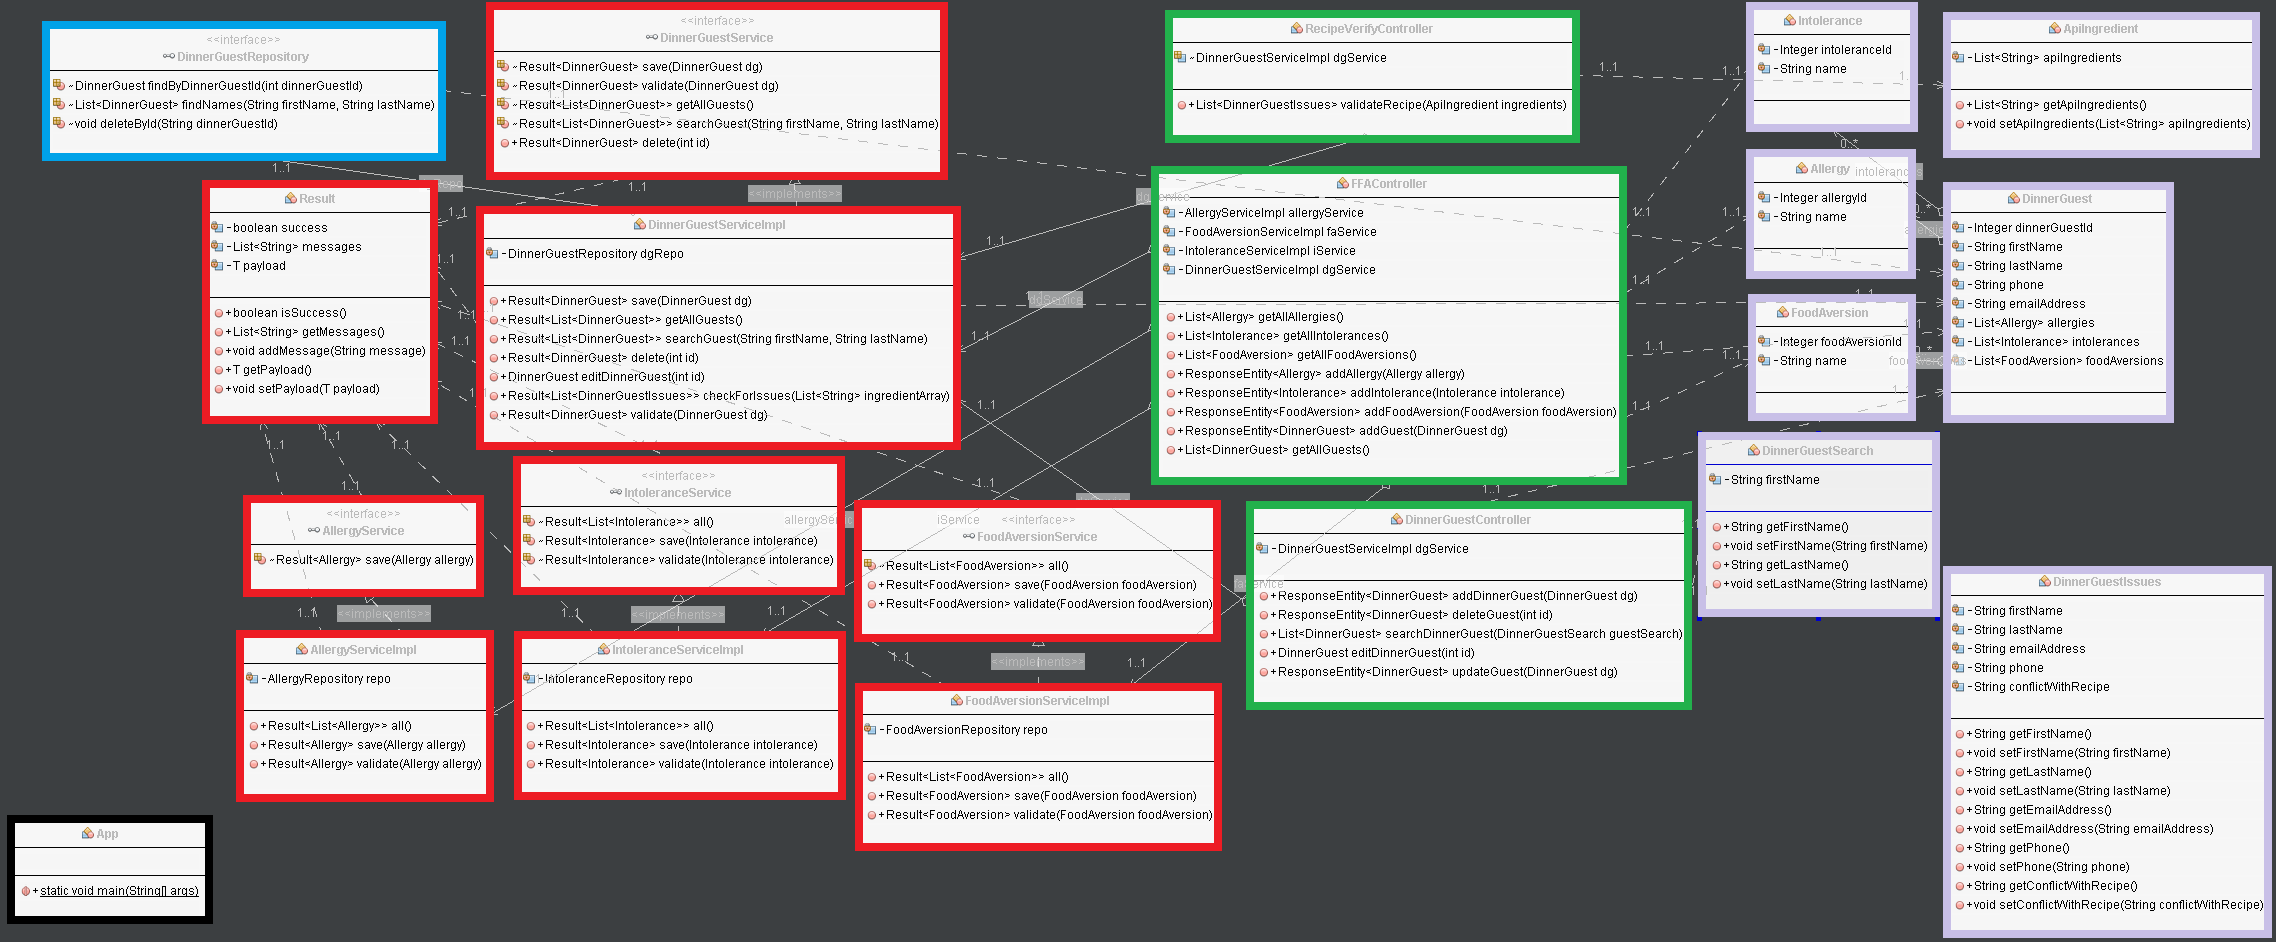 <<interface>>
DinnerGuestRepository
~DinnerGuest findByDinnerGuestId(int dinnerGuestId)
~List<DinnerGuest> findNames(String firstName, String lastName)
~void deleteById(String dinnerGuestId)
<<interface>>
DinnerGuestService
~Result<DinnerGuest> save(DinnerGuest dg)
~Result<DinnerGuest> validate(DinnerGuest dg)
~Result<List<DinnerGuest>> getAllGuests()
~Result<List<DinnerGuest>> searchGuest(String firstName, String lastName)
+Result<DinnerGuest> delete(int id)
RecipeVerifyController
~DinnerGuestServiceImpl dgService
+List<DinnerGuestIssues> validateRecipe(ApiIngredient ingredients)
Intolerance
-Integer intoleranceId
-String name
ApiIngredient
-List<String> apiIngredients
+List<String> getApiIngredients()
+void setApiIngredients(List<String> apiIngredients)
Result
-boolean success
-List<String> messages
-T payload
+boolean isSuccess()
+List<String> getMessages()
+void addMessage(String message)
+T getPayload()
+void setPayload(T payload)
<<implements>>
DinnerGuestServiceImpl
-DinnerGuestRepository dgRepo
+Result<DinnerGuest> save(DinnerGuest dg)
+Result<List<DinnerGuest>> getAllGuests()
+Result<List<DinnerGuest>> searchGuest(String firstName, String lastName)
+Result<DinnerGuest> delete(int id)
+DinnerGuest editDinnerGuest(int id)
+Result<List<DinnerGuestIssues>> checkForIssues(List<String> ingredientArray)
+Result<DinnerGuest> validate(DinnerGuest dg)
dgService
FFAController
-AllergyServiceImpl allergyService
-FoodAversionServiceImpl faService
-IntoleranceServiceImpl iService
-DinnerGuestServiceImpl dgService
+List<Allergy> getAllAllergies()
+List<Intolerance> getAllIntolerances()
+List<FoodAversion> getAllFoodAversions()
+ResponseEntity<Allergy> addAllergy(Allergy allergy)
+ResponseEntity<Intolerance> addIntolerance(Intolerance intolerance)
+ResponseEntity<FoodAversion> addFoodAversion(FoodAversion foodAversion)
+ResponseEntity<DinnerGuest> addGuest(DinnerGuest dg)
+List<DinnerGuest> getAllGuests()
Allergy
-Integer allergyId
-String name
FoodAversion
-Integer foodAversionId
-String name
DinnerGuest
-Integer dinnerGuestId
-String firstName
-String lastName
-String phone
-String emailAddress
-List<Allergy> allergies
-List<Intolerance> intolerances
-List<FoodAversion> foodAversions
DinnerGuestSearch
-String firstName
+String getFirstName()
+void setFirstName(String firstName)
+String getLastName()
+void setLastName(String lastName)
<<interface>>
AllergyService
~Result<Allergy> save(Allergy allergy)
<<interface>>
IntoleranceService
~Result<List<Intolerance>> all()
~Result<Intolerance> save(Intolerance intolerance)
~Result<Intolerance> validate(Intolerance intolerance)
iService
<<interface>>
FoodAversionService
~Result<List<FoodAversion>> all()
+Result<FoodAversion> save(FoodAversion foodAversion)
+Result<FoodAversion> validate(FoodAversion foodAversion)
DinnerGuestController
-DinnerGuestServiceImpl dgService
+ResponseEntity<DinnerGuest> addDinnerGuest(DinnerGuest dg)
+ResponseEntity<DinnerGuest> deleteGuest(int id)
+List<DinnerGuest> searchDinnerGuest(DinnerGuestSearch guestSearch)
+DinnerGuest editDinnerGuest(int id)
+ResponseEntity<DinnerGuest> updateGuest(DinnerGuest dg)
<<implements>>
AllergyServiceImpl
-AllergyRepository repo
+Result<List<Allergy>> all()
+Result<Allergy> save(Allergy allergy)
+Result<Allergy> validate(Allergy allergy)
<<implements>>
IntoleranceServiceImpl
-IntoleranceRepository repo
+Result<List<Intolerance>> all()
+Result<Intolerance> save(Intolerance intolerance)
+Result<Intolerance> validate(Intolerance intolerance)
<<implements>>
FoodAversionServiceImpl
-FoodAversionRepository repo
+Result<List<FoodAversion>> all()
+Result<FoodAversion> save(FoodAversion foodAversion)
+Result<FoodAversion> validate(FoodAversion foodAversion)
DinnerGuestIssues
-String firstName
-String lastName
-String emailAddress
-String phone
-String conflictWithRecipe
+String getFirstName()
+void setFirstName(String firstName)
+String getLastName()
+void setLastName(String lastName)
+String getEmailAddress()
+void setEmailAddress(String emailAddress)
+String getPhone()
+void setPhone(String phone)
+String getConflictWithRecipe()
+void setConflictWithRecipe(String conflictWithRecipe)
App
+static void main(String[] args)